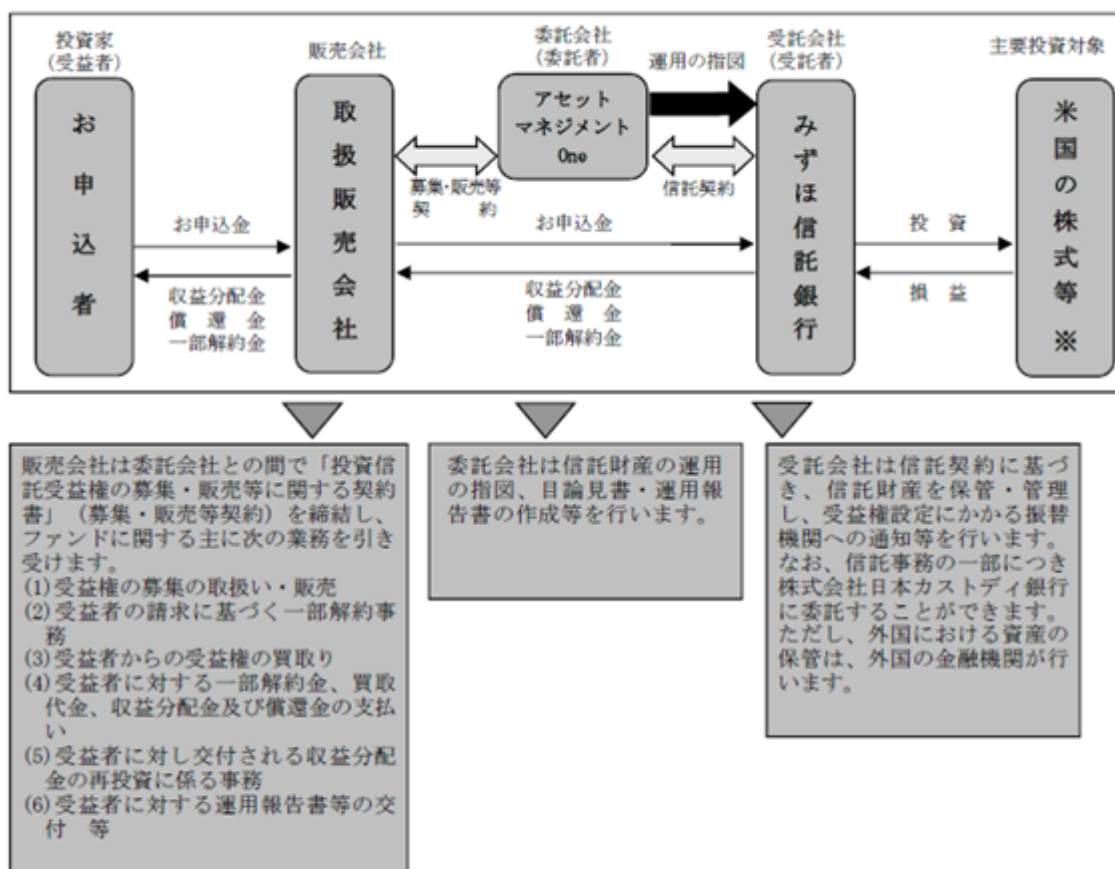 投資家
(受益者)
販売会社
委託会社
(委託者)
運用の指図
受託会社
(受託者)
主要投資対象
お申込者
取扱販売会社
アセット
マネジメント
One
みずほ信託銀行
米国の株式等 ※
募集・販売等
契 約
信託契約
お申込金
お申込金
投 資
収益分配金
償 還 金
一部解約金
収益分配金
償 還 金
一部解約金
損 益
販売会社は委託会社との間で「投資信
託受益権の募集・販売等に関する契約
書」(募集・販売等契約)を締結し、
ファンドに関する主に次の業務を引き
受けます。
(1)受益権の募集の取扱い・販売
(2)受益者の請求に基づく一部解約事
務
(3)受益者からの受益権の買取り
(4)受益者に対する一部解約金、買取
代金、収益分配金及び償還金の支払
い
(5)受益者に対し交付される収益分配
金の再投資に係る事務
(6)受益者に対する運用報告書等の交
付 等
委託会社は信託財産の運用
の指図、目論見書・運用報
告書の作成等を行います。
受託会社は信託契約に基づ
き、信託財産を保管・管理
し、受益権設定にかかる振替
機関への通知等を行います。
なお、信託事務の一部につき
株式会社日本カストディ銀行
に委託することができます。
ただし、外国における資産の
保管は、外国の金融機関が行
います。